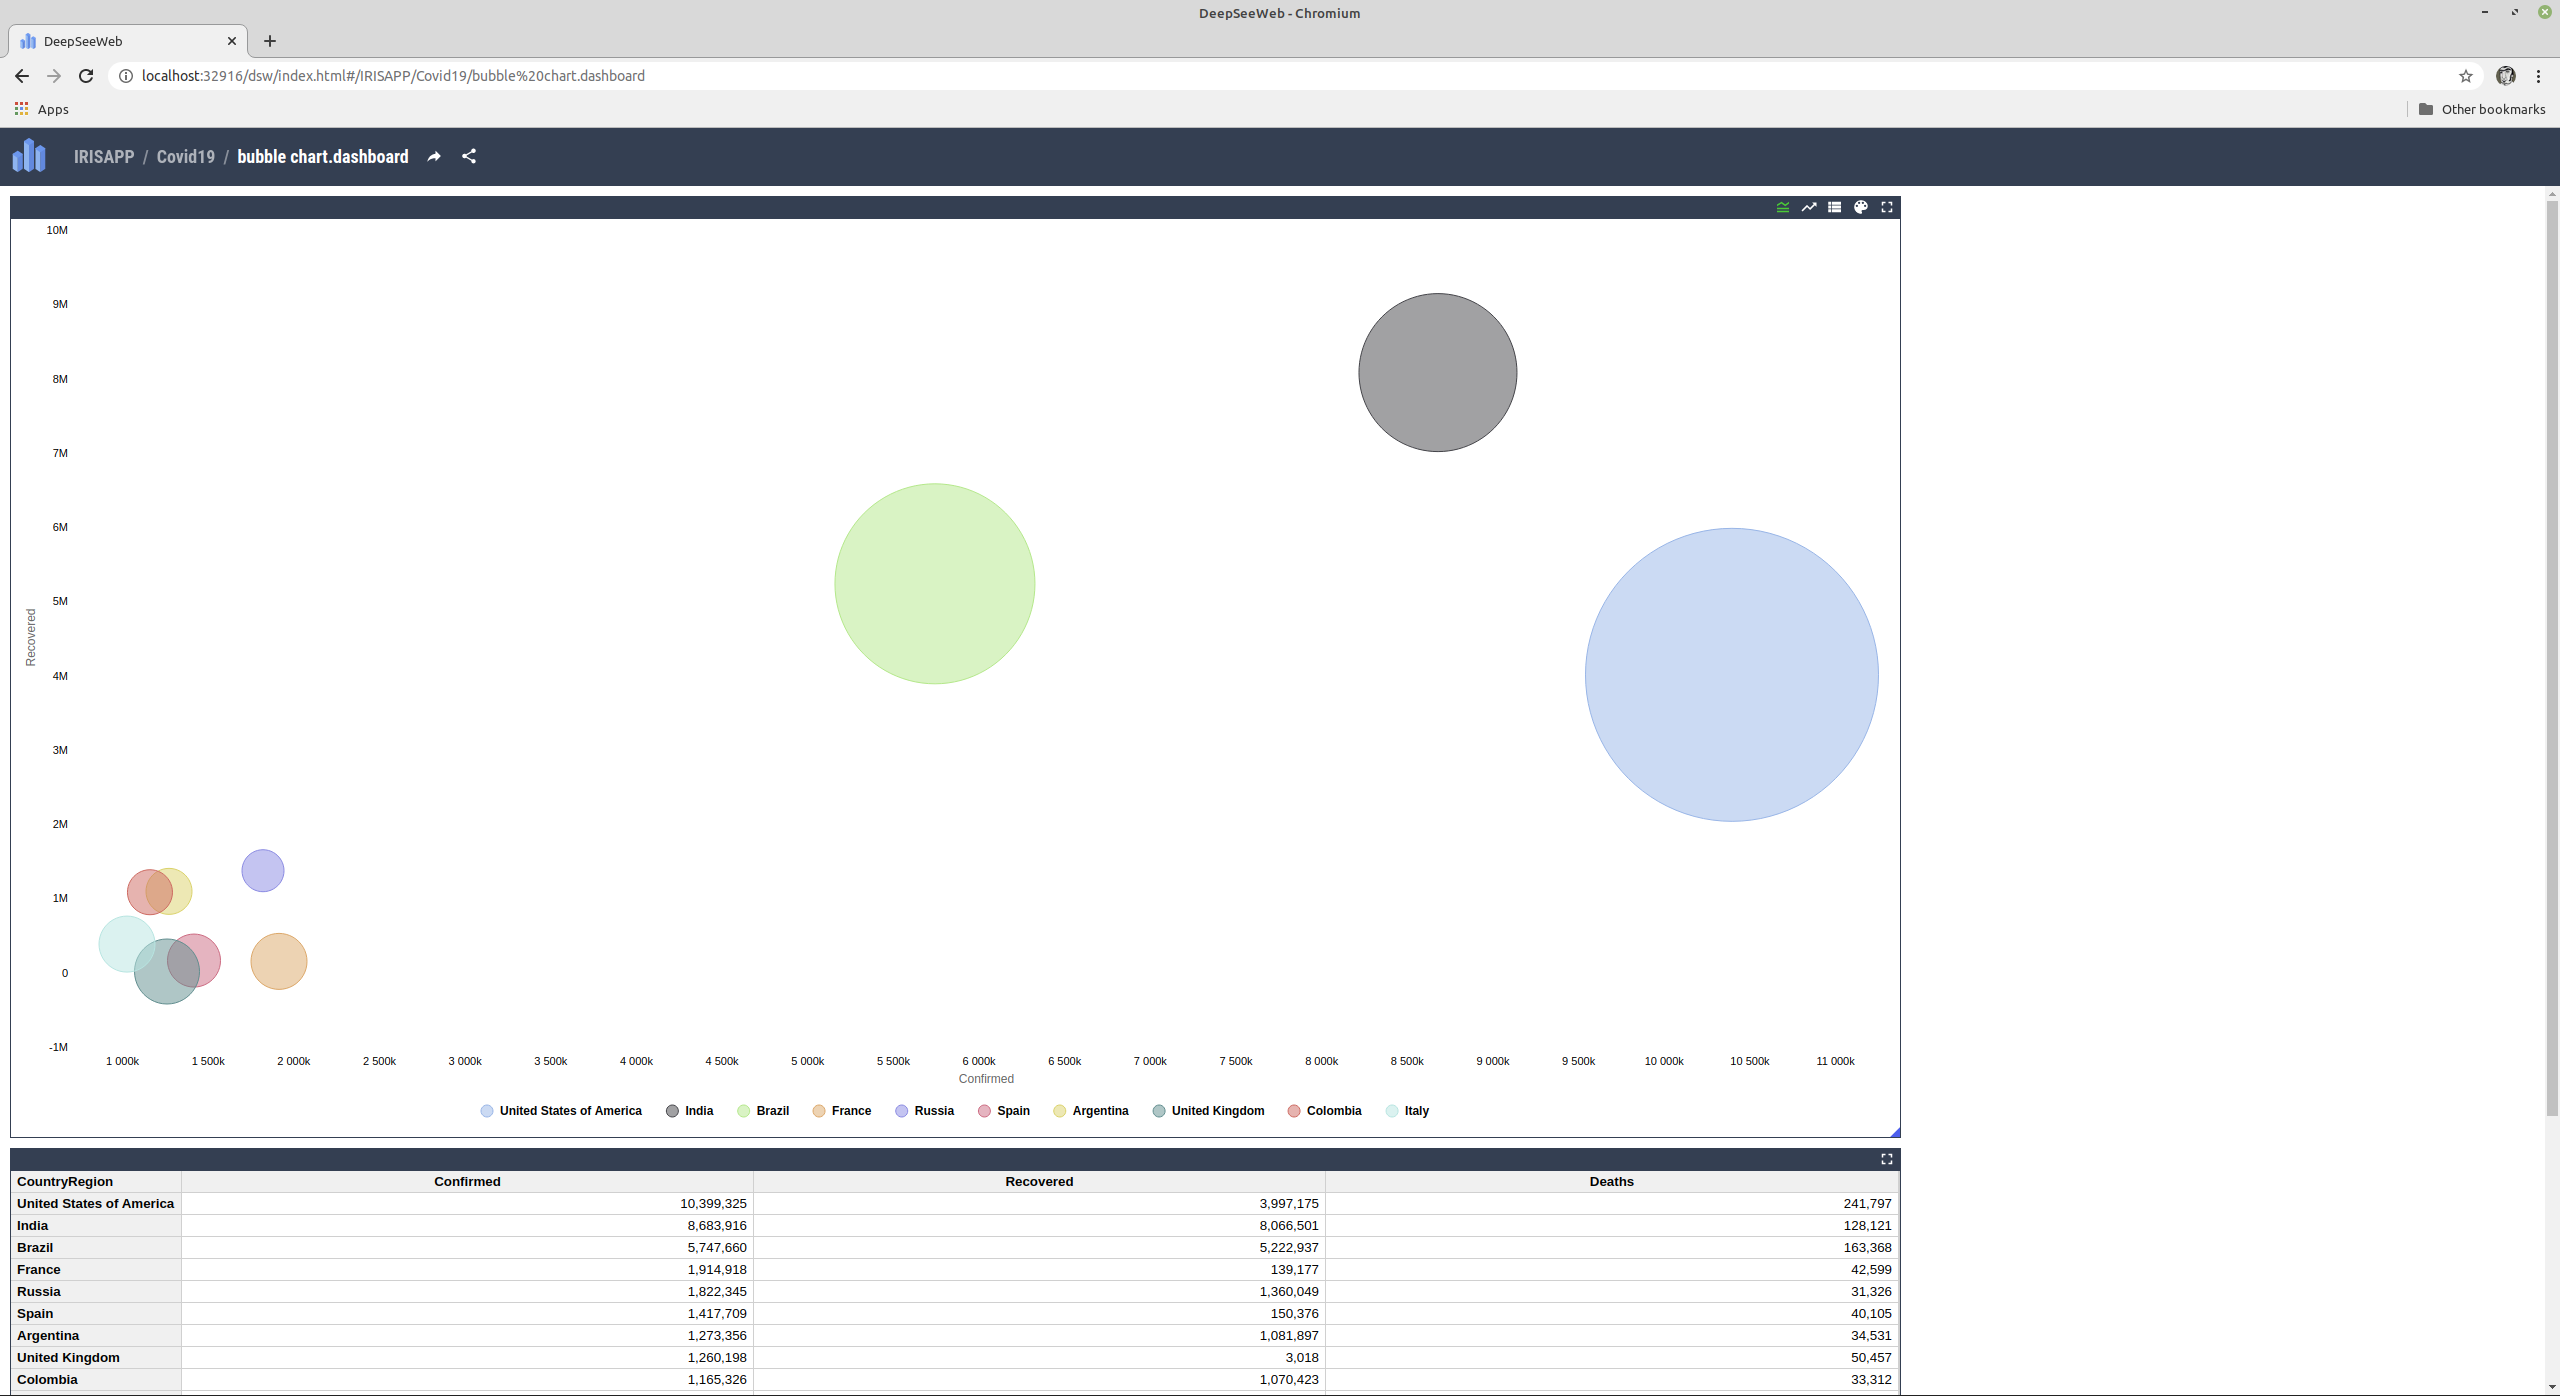 DeepSeeWeb - Chromium
DeepSeeWeb
localhost:32916/dsw/index.html#/IRISAPP/Covid19/bubble%20chart.dashboard
Apps
Other bookmarks
IRISAPP / Covid19 / bubble chart.dashboard
10M
9M
8M
7M
6M
5M
4M
3M
2M
1M
0
-1M
Recovered
1 000k 1 500k 2 000k 2 500k 3 000k 3 500k 4 000k 4 500k 5 000k 5 500k 6 000k 6 500k 7 000k 7 500k 8 000k 8 500k 9 000k 9 500k 10 000k 10 500k 11 000k
Confirmed
United States of America India Brazil France Russia Spain Argentina United Kingdom Colombia Italy
CountryRegion Confirmed Recovered Deaths
United States of America 10,399,325 3,997,175 241,797
India 8,683,916 8,066,501 128,121
Brazil 5,747,660 5,222,937 163,368
France 1,914,918 139,177 42,599
Russia 1,822,345 1,360,049 31,326
Spain 1,417,709 150,376 40,105
Argentina 1,273,356 1,081,897 34,531
United Kingdom 1,260,198 3,018 50,457
Colombia 1,165,326 1,070,423 33,312